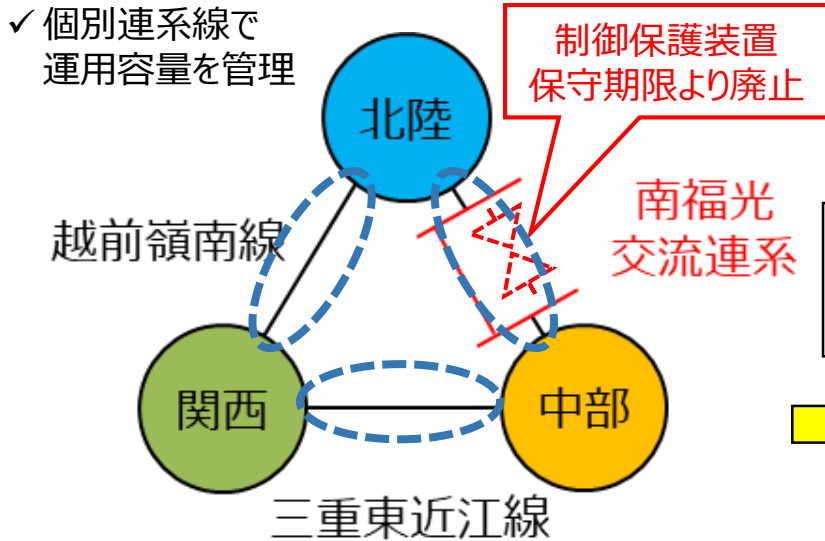 ✓ 個別連系線で
運用容量を管理
制御保護装置
保守期限より廃止
北陸
南福光
交流連系
越前嶺南線
関西
中部
三重東近江線